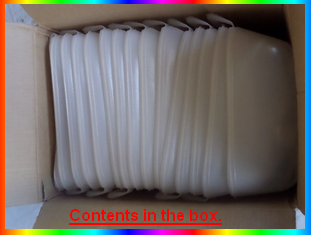 Contents in the box.